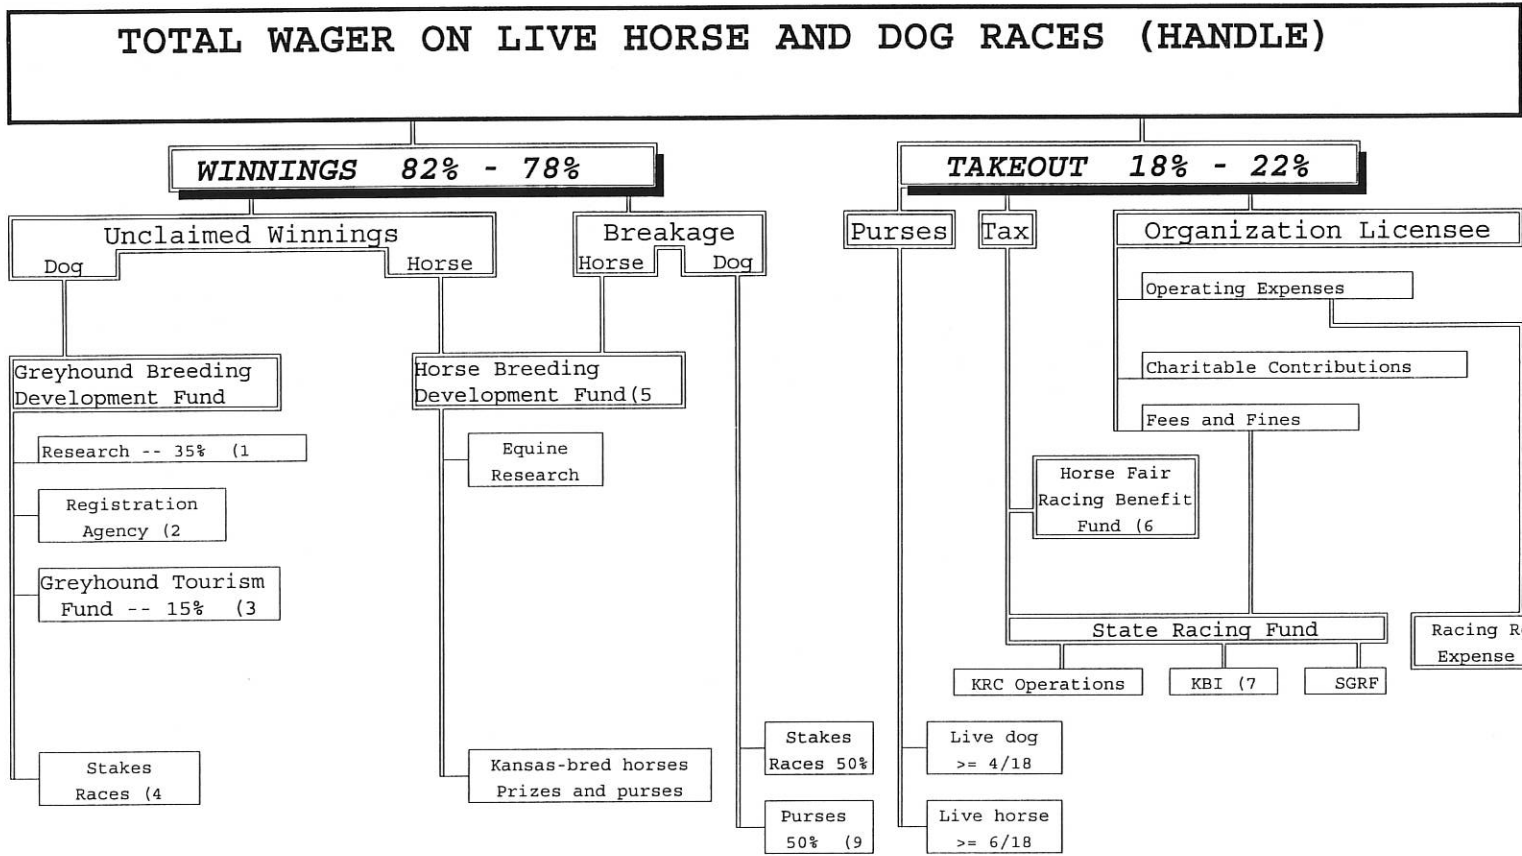 TOTAL WAGER ON LIVE HORSE AND DOG RACES (HANDLE)
WINNINGS 82% - 78%
TAKEOUT 18% - 22%
Unclaimed Winnings
Dog
Horse
Breakage
Horse
Dog
Purses
Tax
Organization Licensee
Operating Expenses
Charitable Contributions
Fees and Fines
Greyhound Breeding
Development Fund
Horse Breeding
Development Fund(5
Research -- 35% (1
Registration
Agency (2
Greyhound Tourism
Fund -- 15% (3
Stakes
Races (4
Equine
Research
Kansas-bred horses
Prizes and purses
Stakes
Races 50%
Purses
50% (9
Horse Fair
Racing Benefit
Fund (6
State Racing Fund
KRC Operations
KBI (7
SGRF
Racing
Expense
Live dog
>= 4/18
Live horse
>= 6/18